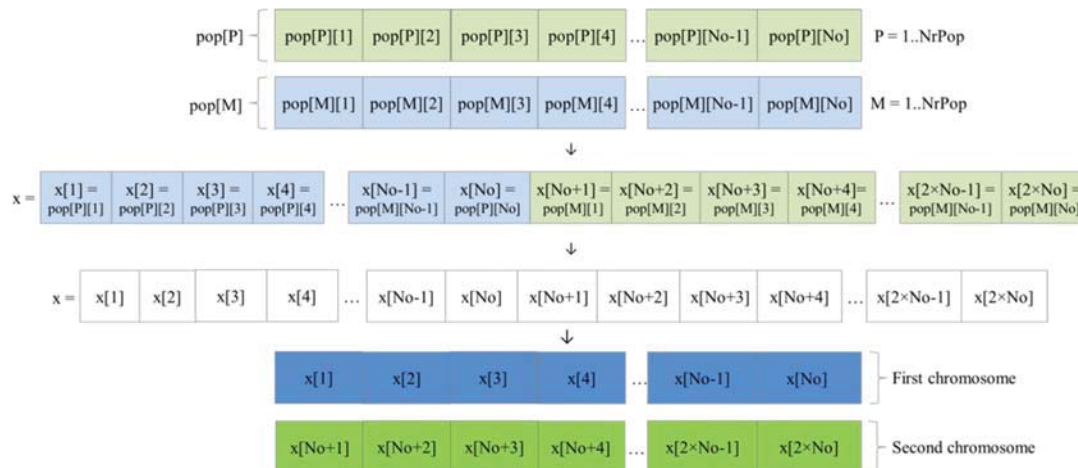 pop[P] pop[P][1] pop[P][2] pop[P][3] pop[P][4] ... pop[P][No-1] pop[P][No] P = 1..NrPop
pop[M] pop[M][1] pop[M][2] pop[M][3] pop[M][4] ... pop[M][No-1] pop[M][No] M = 1..NrPop
↓
x = x[1] = x[2] = x[3] = x[4] = ... x[No-1] = x[No] = x[No+1] = x[No+2] = x[No+3] = x[No+4]= ... x[2×No-1] = x[2×No] =
pop[P][1] pop[P][2] pop[P][3] pop[P][4] pop[M][No-1] pop[P][No] pop[M][1] pop[M][2] pop[M][3] pop[M][4] pop[M][No-1] pop[M][No]
↓
x = x[1] x[2] x[3] x[4] ... x[No-1] x[No] x[No+1] x[No+2] x[No+3] x[No+4] ... x[2×No-1] x[2×No]
↓
x[1] x[2] x[3] x[4] ... x[No-1] x[No] First chromosome
x[No+1] x[No+2] x[No+3] x[No+4] ... x[2×No-1] x[2×No] Second chromosome